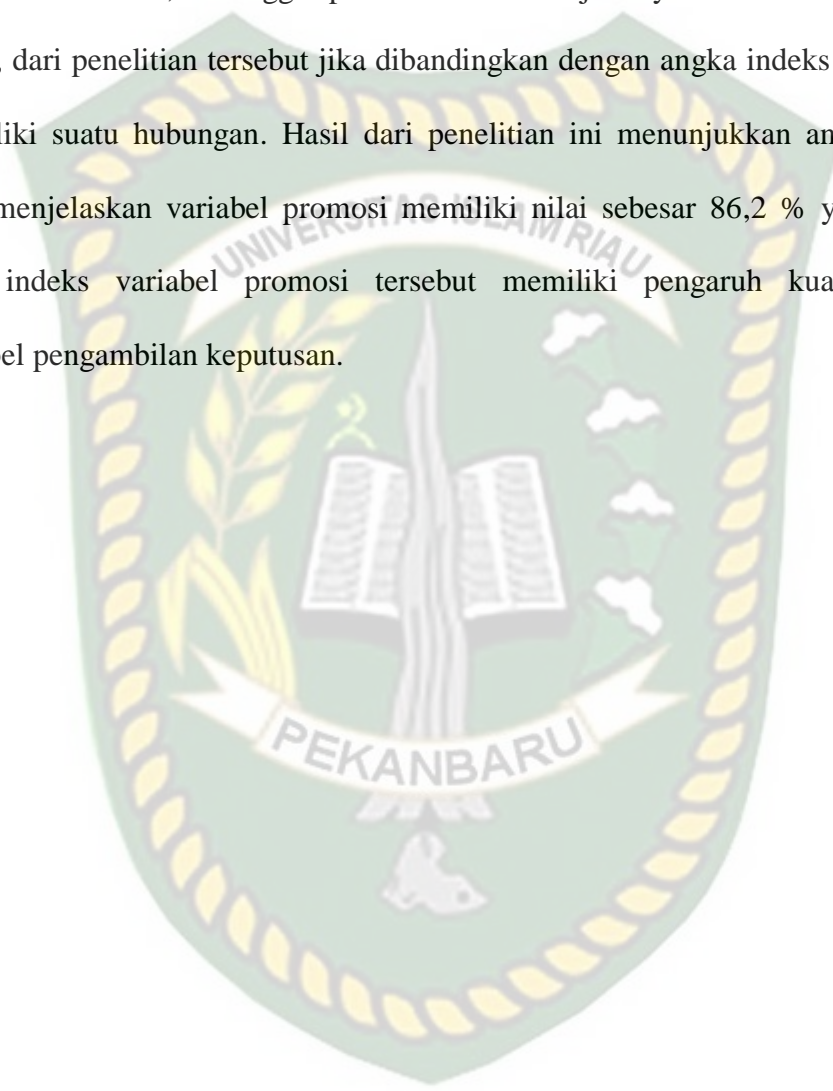 , dari penelitian tersebut jika dibandingkan dengan angka indeks
liki suatu hubungan. Hasil dari penelitian ini menunjukkan an
menjelaskan variabel promosi memiliki nilai sebesar 86,2 % y
indeks variabel promosi tersebut memiliki pengaruh kua
el pengambilan keputusan.
UNIVERSITAS ISLAM RIAU
PEKANBARU